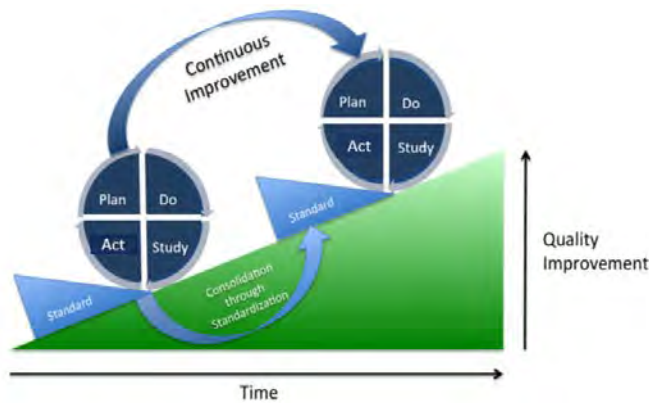 Continuous
Improvement
Plan
Do
Act
Study
Plan
Do
Act
Study
Standard
Standard
Consolidation
through
Standardization
Quality
Improvement
Time